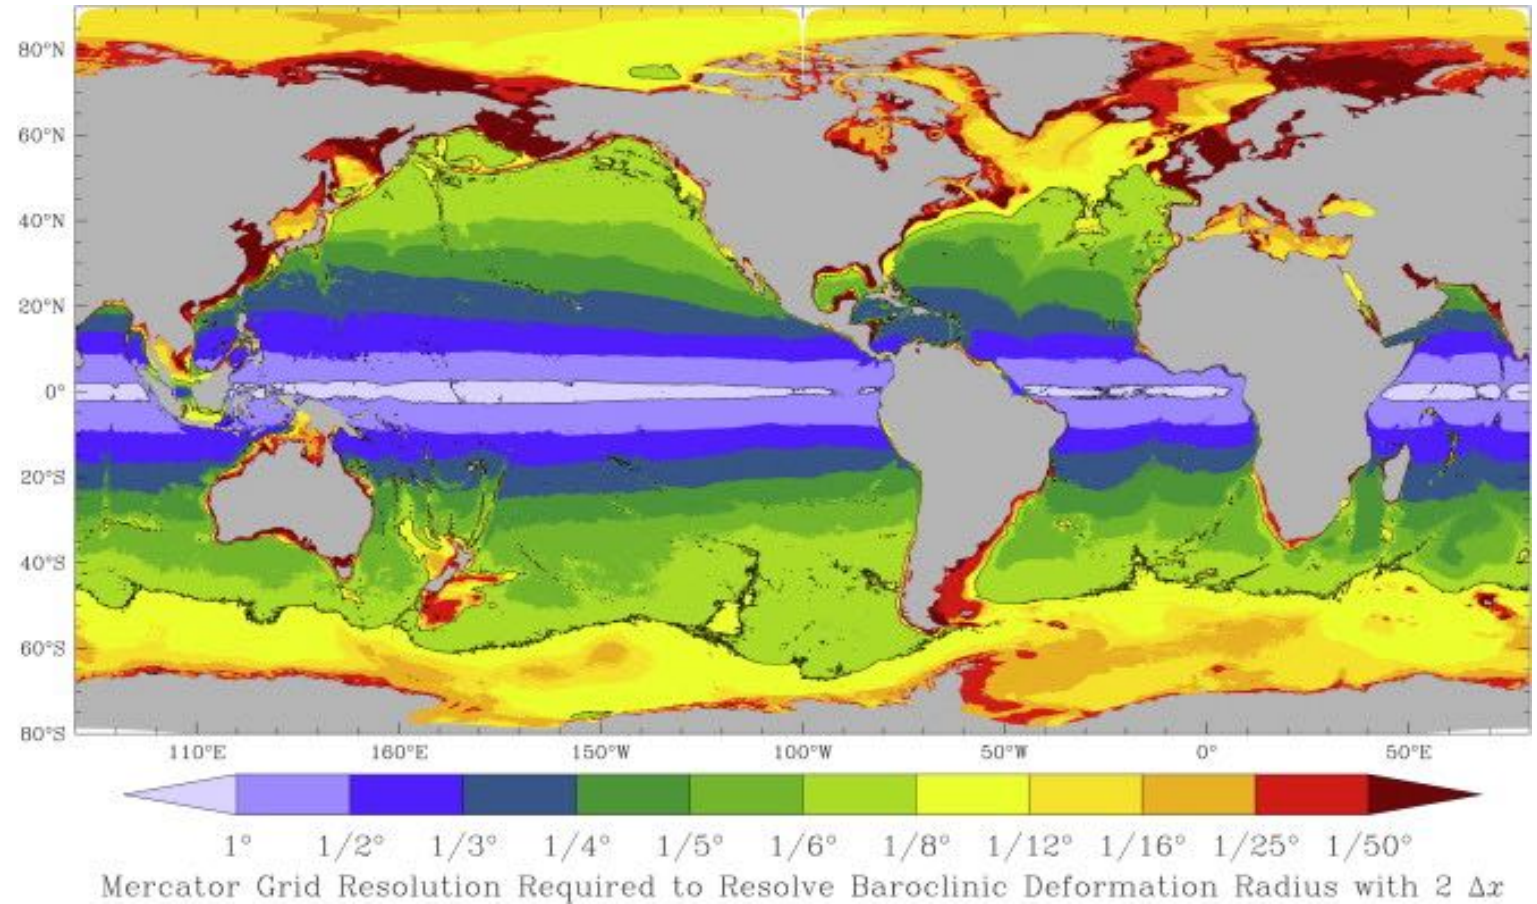 80°N
60°N
40°N
20°N
0°
20°S
40°S
60°S
80°S
110°E 160°E 150°W 100°W 50°W 0° 50°E
1° 1/2° 1/3° 1/4° 1/5° 1/6° 1/8° 1/12° 1/16° 1/25° 1/50°
Mercator Grid Resolution Required to Resolve Baroclinic Deformation Radius with 2 Δx